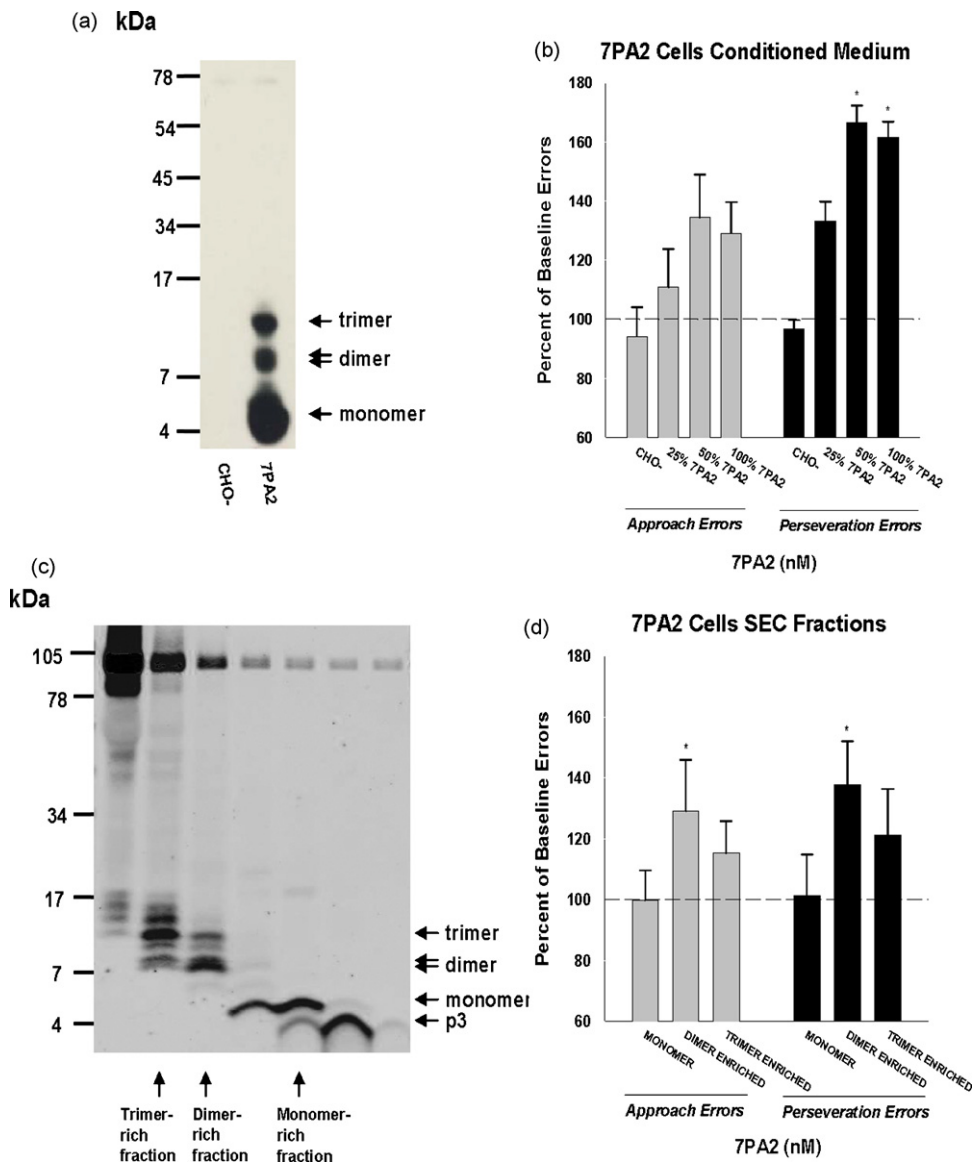 (a) kDa
78
54
45
34
17
7
4
trimer
dimer
monomer
CHO-
7PA2
(b)
7PA2 Cells Conditioned Medium
Percent of Baseline Errors
180
160
140
120
100
80
60
*
*
CHO-
25% 7PA2
50% 7PA2
100% 7PA2
CHO-
25% 7PA2
50% 7PA2
100% 7PA2
Approach Errors
Perseveration Errors
7PA2 (nM)
(c)
kDa
105
78
34
17
7
4
trimer
dimer
monomer
p3
Trimer-
rich
fraction
Dimer-
rich
fraction
Monomer-
rich
fraction
(d)
7PA2 Cells SEC Fractions
Percent of Baseline Errors
180
160
140
120
100
80
60
*
*
MONOMER
DIMER ENRICHED
TRIMER ENRICHED
MONOMER
DIMER ENRICHED
TRIMER ENRICHED
Approach Errors
Perseveration Errors
7PA2 (nM)